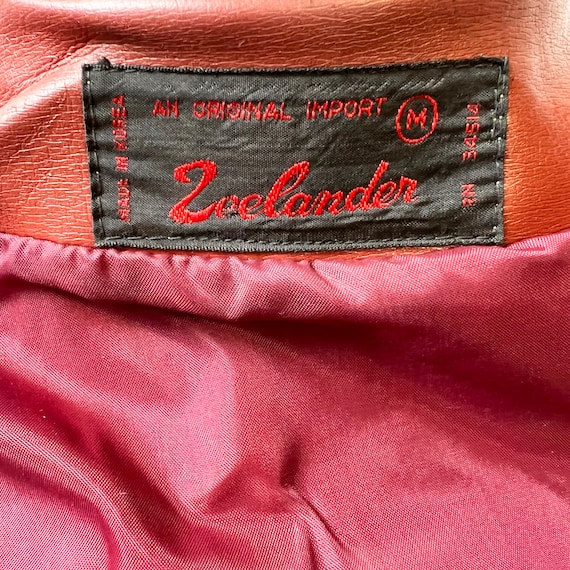 AN ORIGINAL IMPORT M
Zeelander
MADE IN KOREA
RN 34514